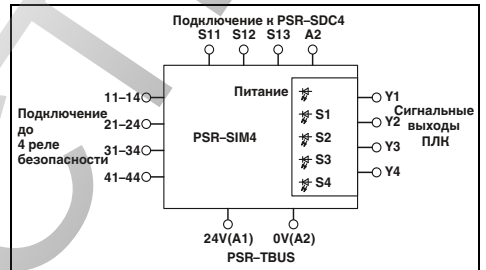 Подключение к PSR–SDC4
S11 S12 S13 A2
Питание
11–14
21–24
31–34
41–44
Подключение
до
4 реле
безопасности
PSR–SIM4
S1
S2
S3
S4
Y1
Y2
Y3
Y4
Сигнальные
выходы
ПЛК
24V(A1) 0V(A2)
PSR–TBUS